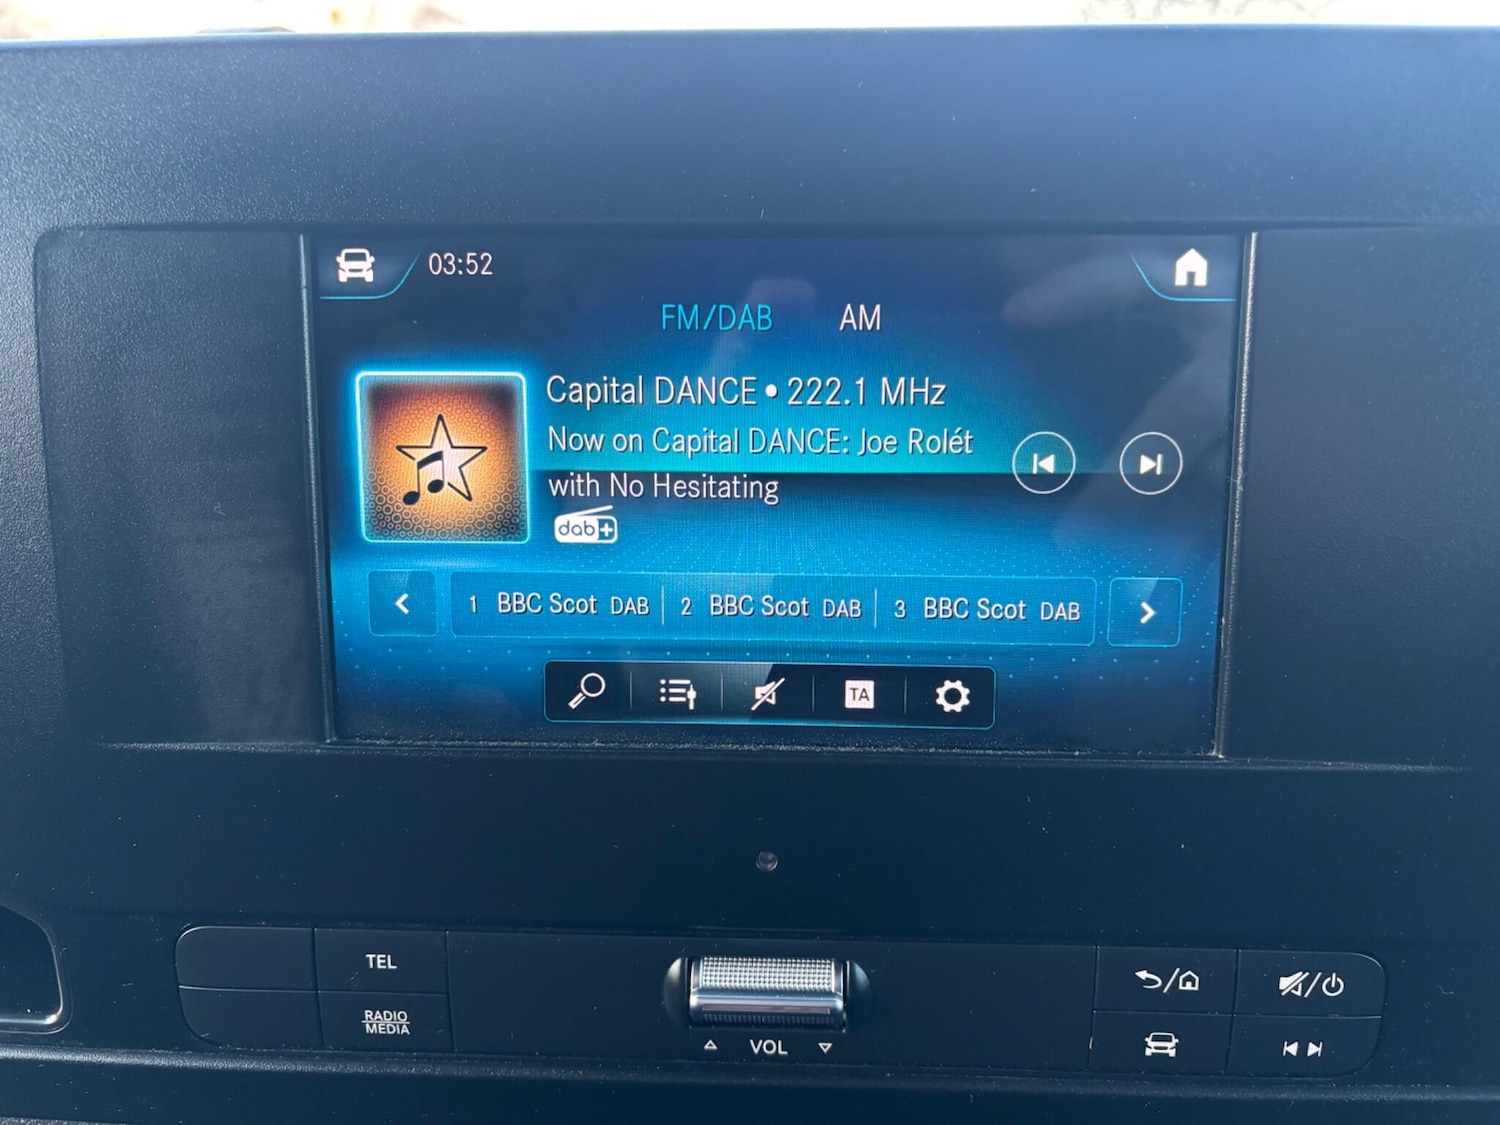 03:52
FM/DAB AM
Capital DANCE • 222.1 MHz
Now on Capital DANCE: Joe Rolét
with No Hesitating
dab+
1 BBC Scot DAB 2 BBC Scot DAB 3 BBC Scot DAB
TA
TEL
RADIO
MEDIA
VOL